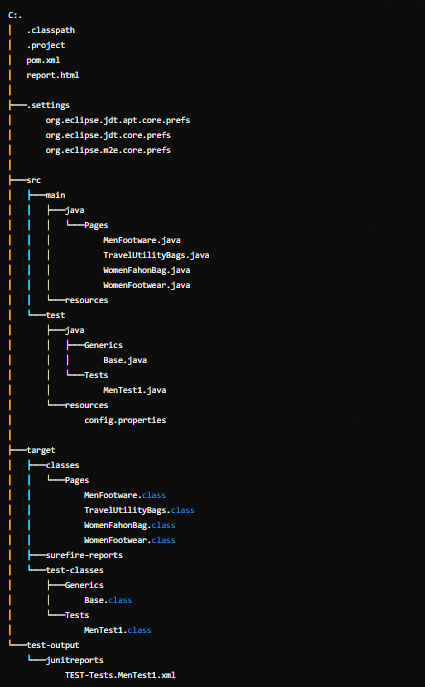 C:.
│   .classpath
│   .project
│   pom.xml
│   report.html
│
├───.settings
│       org.eclipse.jdt.apt.core.prefs
│       org.eclipse.jdt.core.prefs
│       org.eclipse.m2e.core.prefs
│
├───src
│   ├───main
│   │   ├───java
│   │   │   └───Pages
│   │   │           MenFootware.java
│   │   │           TravelUtilityBags.java
│   │   │           WomenFahonBag.java
│   │   │           WomenFootwear.java
│   │   └───resources
│   └───test
│       ├───java
│       │   ├───Generics
│       │   │       Base.java
│       │   └───Tests
│       │           MenTest1.java
│       └───resources
│               config.properties
│
├───target
│   ├───classes
│   │   └───Pages
│   │           MenFootware.class
│   │           TravelUtilityBags.class
│   │           WomenFahonBag.class
│   │           WomenFootwear.class
│   ├───surefire-reports
│   └───test-classes
│       ├───Generics
│       │       Base.class
│       └───Tests
│               MenTest1.class
└───test-output
    └───junitreports
            TEST-Tests.MenTest1.xml